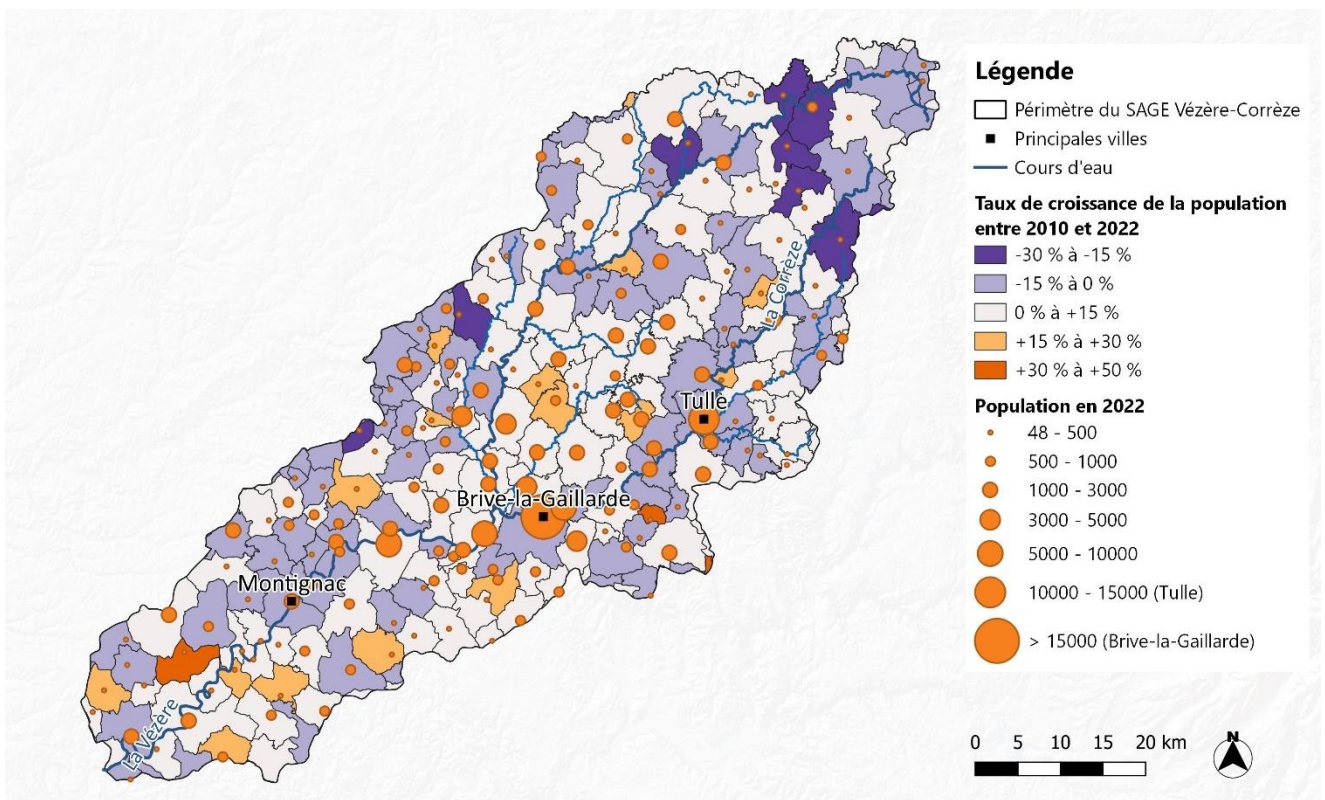 Légende
Périmètre du SAGE Vézère-Corrèze
Principales villes
Cours d'eau
Taux de croissance de la population
entre 2010 et 2022
-30 % à -15 %
-15 % à 0 %
0 % à +15 %
+15 % à +30 %
+30 % à +50 %
Population en 2022
48 - 500
500 - 1000
1000 - 3000
3000 - 5000
5000 - 10000
10000 - 15000 (Tulle)
> 15000 (Brive-la-Gaillarde)
La Corrèze
Tulle
Brive-la-Gaillarde
Montignac
La Vézère
0 5 10 15 20 km
N